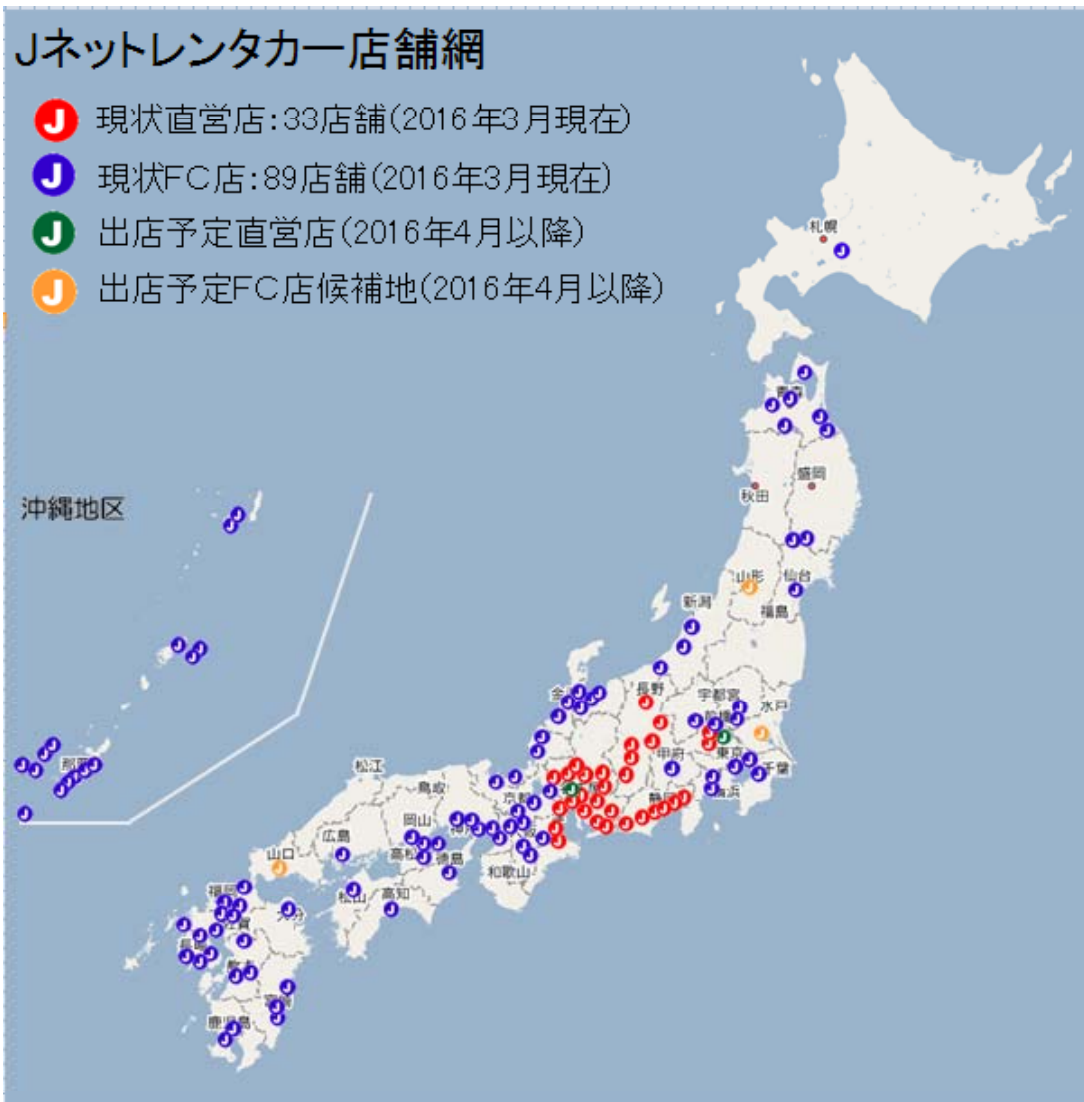 Jネットレンタカー店舗網
J 現状直営店:33店舗(2016年3月現在)
J 現状FC店:89店舗(2016年3月現在)
J 出店予定直営店(2016年4月以降)
J 出店予定FC店候補地(2016年4月以降)
札幌
盛岡
秋田
沖縄地区
山形
仙台
新潟
福島
長野
宇都宮
水戸
甲府
東京
千葉
横浜
松江
鳥取
京都
岡山
広島
高松
徳島
和歌山
山口
松山
高知
福岡
大分
佐賀
長崎
宮崎
鹿児島
那覇
青森
静岡